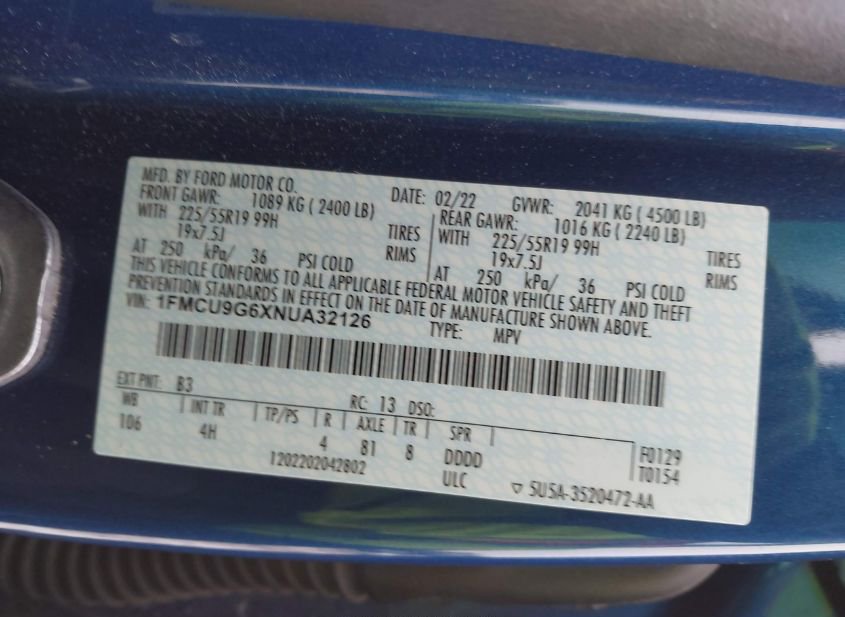 MFD. BY FORD MOTOR CO. DATE: 02/22 GVWR: 2041 KG ( 4500 LB)
FRONT GAWR: 1089 KG ( 2400 LB) REAR GAWR: 1016 KG ( 2240 LB)
WITH 225/55R19 99H TIRES WITH 225/55R19 99H TIRES
19x7.5J RIMS 19x7.5J RIMS
AT 250 kPa/ 36 PSI COLD AT 250 kPa/ 36 PSI COLD
THIS VEHICLE CONFORMS TO ALL APPLICABLE FEDERAL MOTOR VEHICLE SAFETY AND THEFT
PREVENTION STANDARDS IN EFFECT ON THE DATE OF MANUFACTURE SHOWN ABOVE.
VIN: 1FMCU9G6XNUA32126 TYPE: MPV
EXT PNT: B3 RC: 13 DSO:
WB INT TR TP/PS R AXLE TR SPR
106 4H 4 81 8 DDDD F0129
1202202042802 ULC T0154
5U5A-3520472-AA